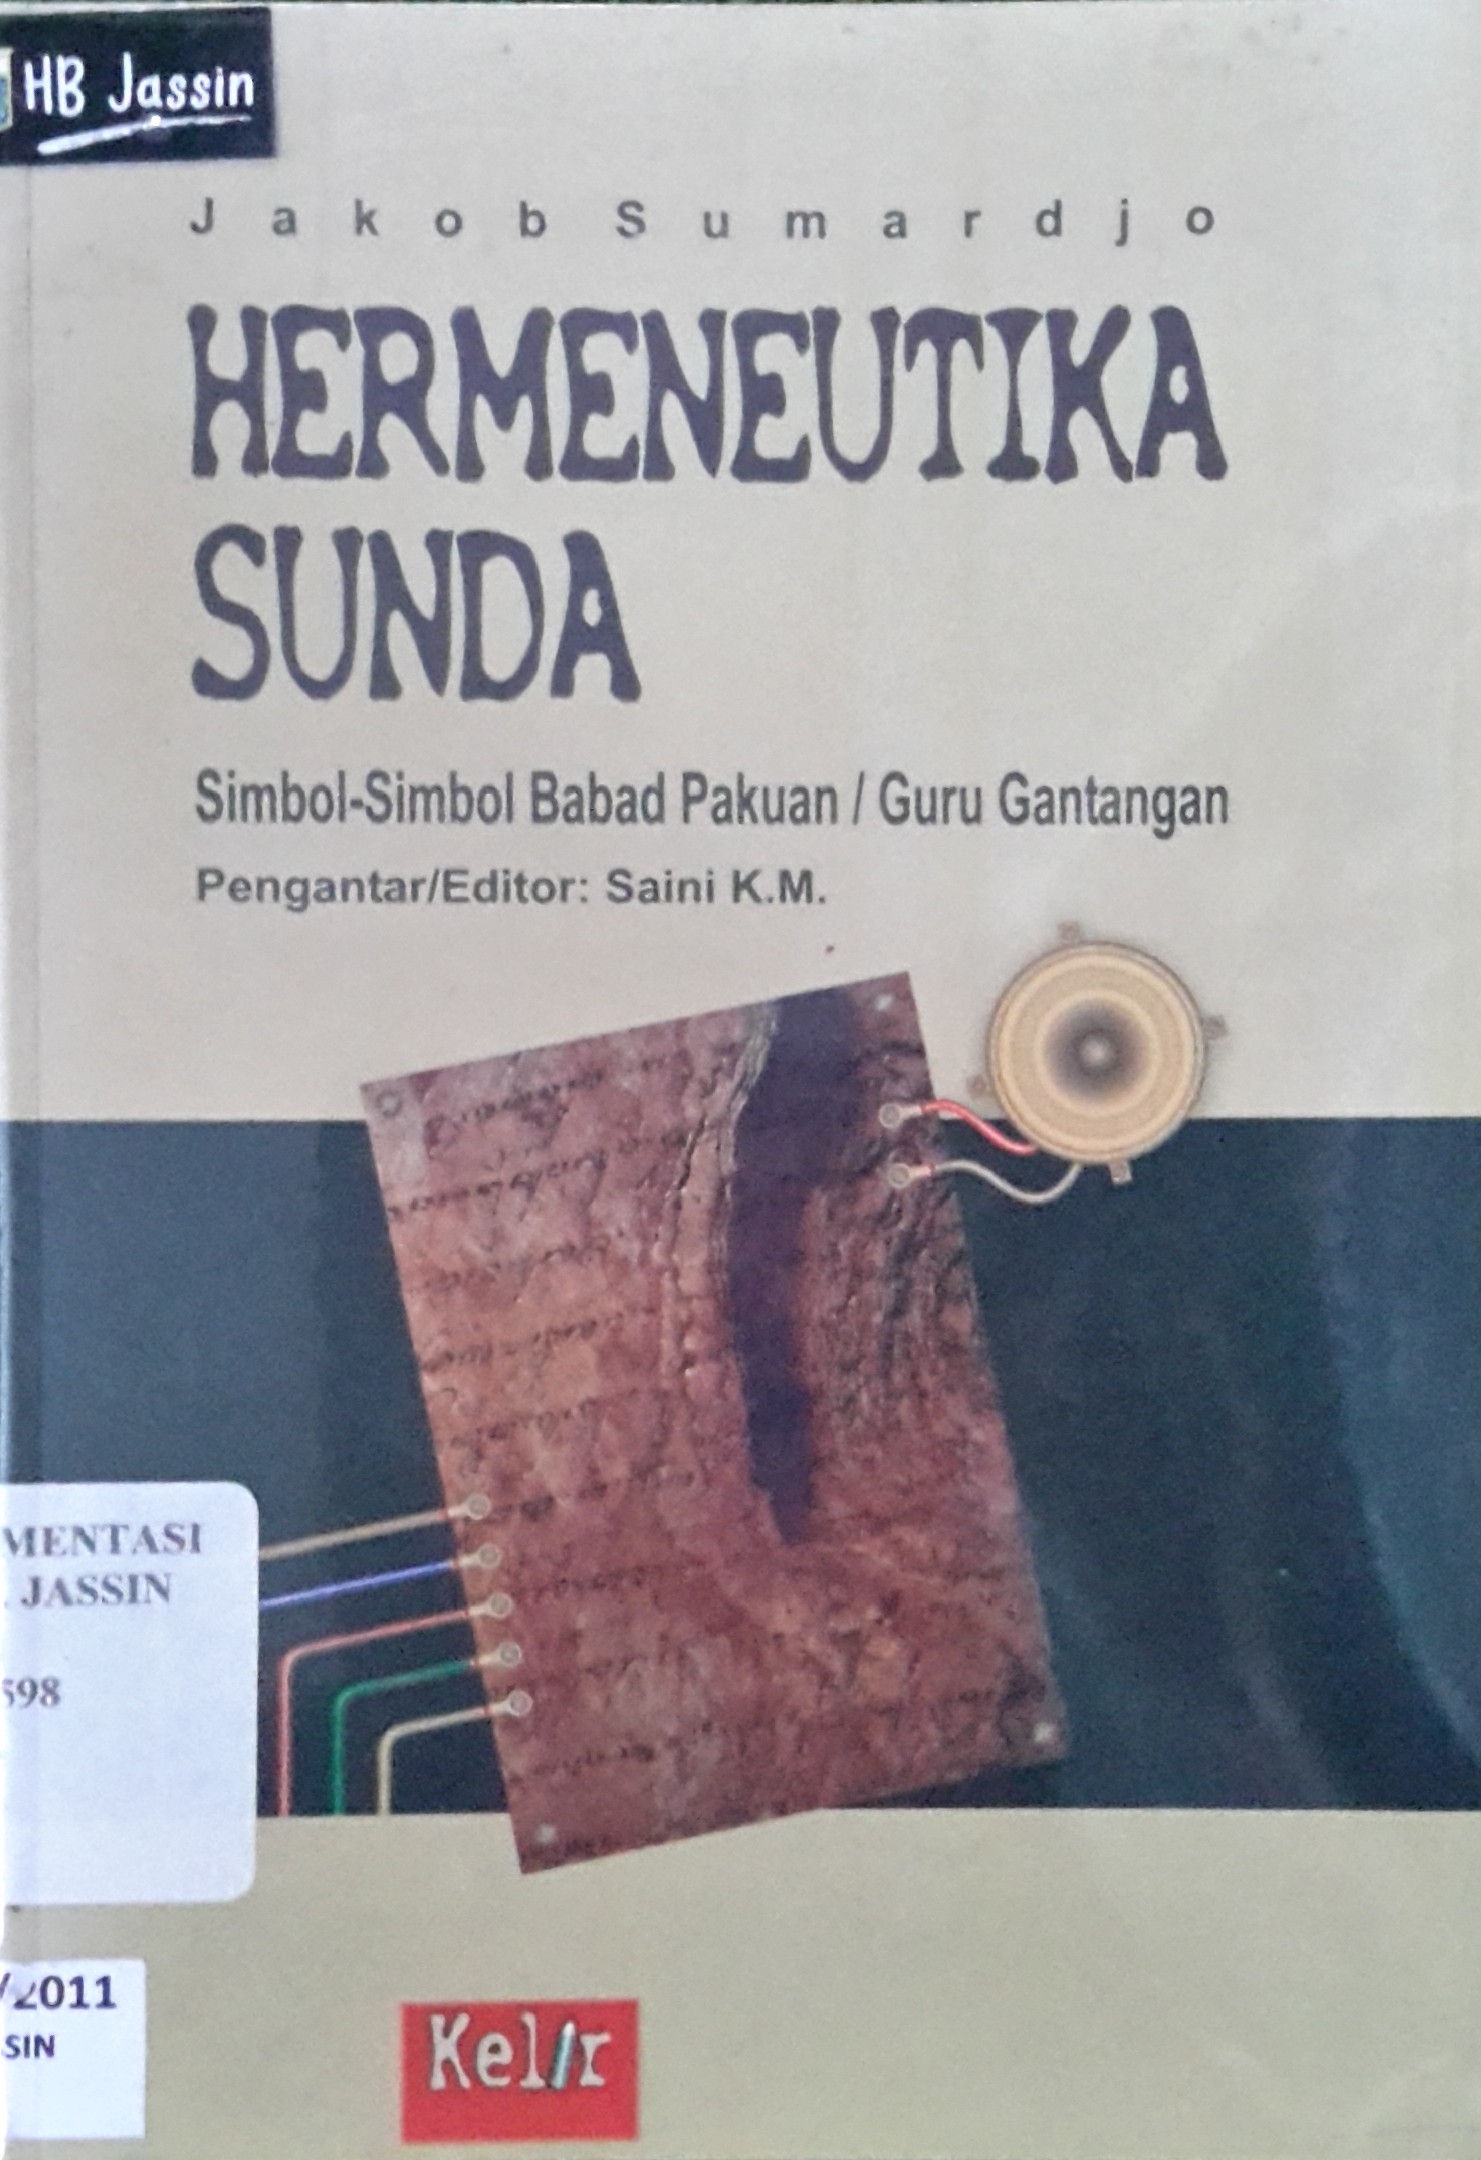 HB Jassin
Jakob Sumardjo
HERMENEUTIKA
SUNDA
Simbol-Simbol Babad Pakuan / Guru Gantangan
Pengantar/Editor: Saini K.M.
MENTASI
JASSIN
598
/2011
SIN
Kelir